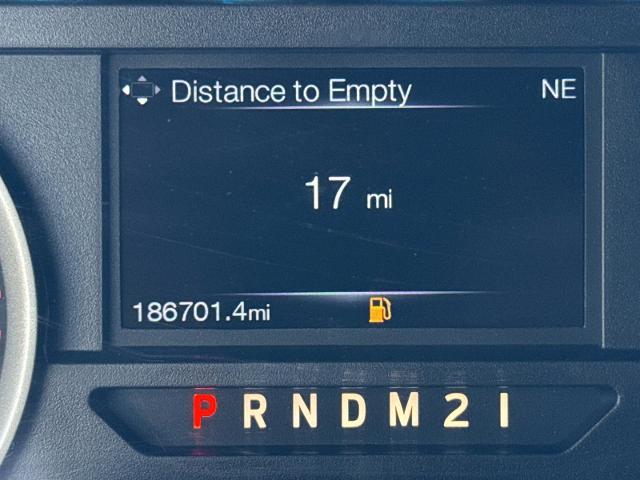 Distance to Empty NE
17 mi
186701.4mi
P R N D M 2 1